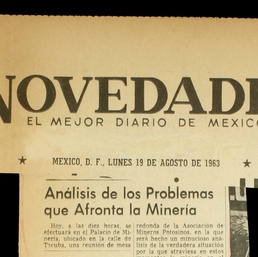 NOVEDADE
EL MEJOR DIARIO DE MEXICO
MEXICO, D. F., LUNES 19 DE AGOSTO DE 1963
Análisis de los Problemas
que Afronta la Minería
Hoy, a las diez horas, se
efectuará en el Palacio de Mi-
nería, ubicado en la calle de
Tacuba, una reunión de mesa
redonda de la Asociación de
Mineros Potosinos, en la que
será hecho un minucioso aná-
lisis de la verdadera situación
por la que atraviesa en estos